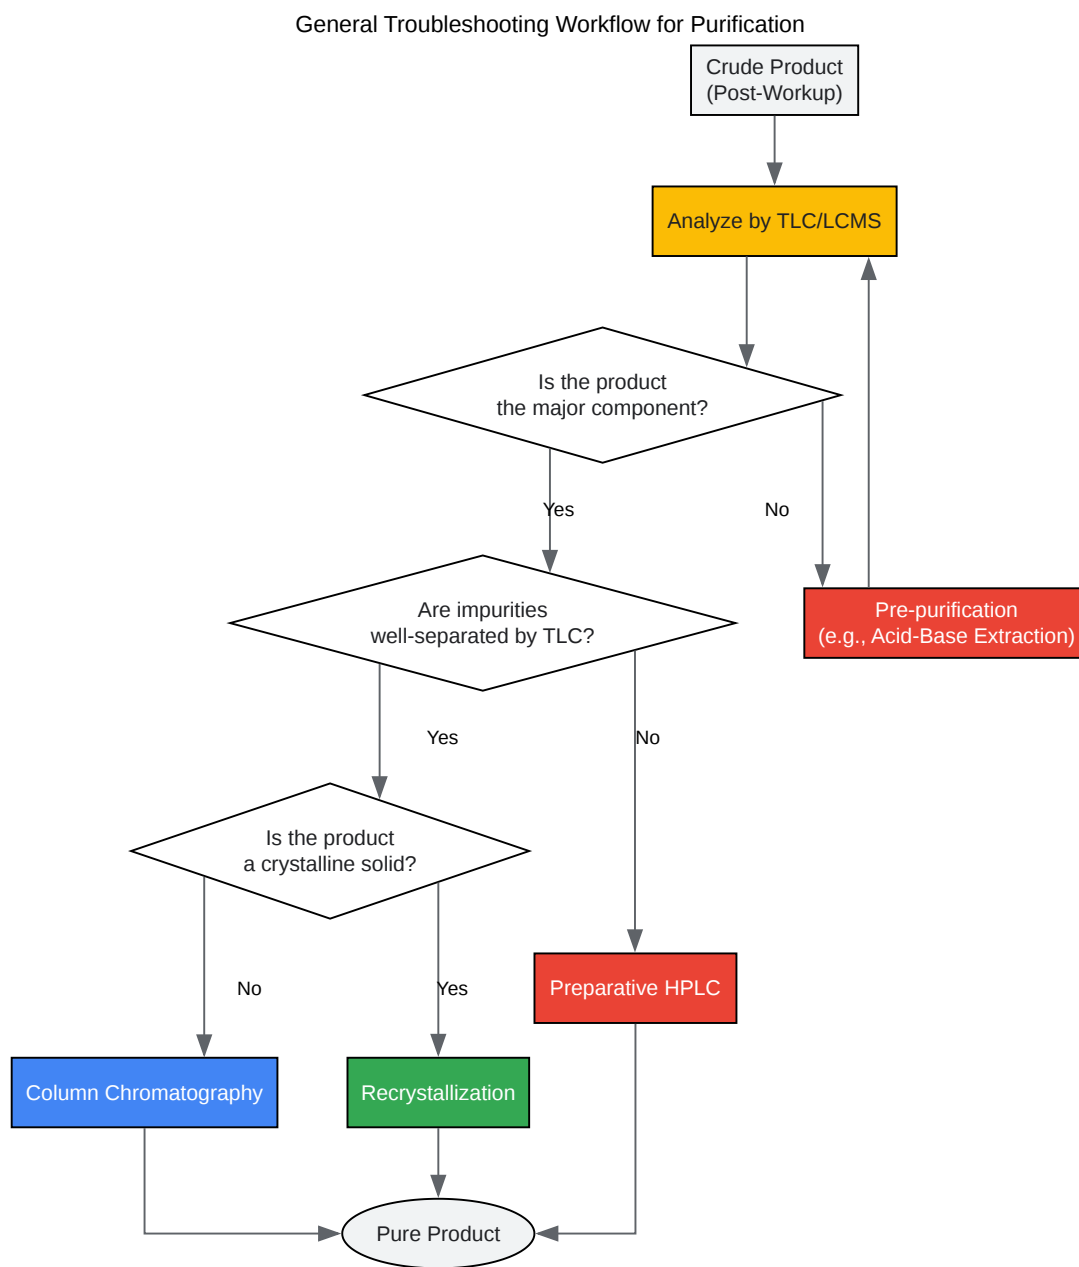 General Troubleshooting Workflow for Purification
Crude Product
(Post-Workup)
Analyze by TLC/LCMS
Is the product
the major component?
Yes
No
Are impurities
well-separated by TLC?
Pre-purification
(e.g., Acid-Base Extraction)
Yes
No
Is the product
a crystalline solid?
No
Yes
Preparative HPLC
Column Chromatography
Recrystallization
Pure Product